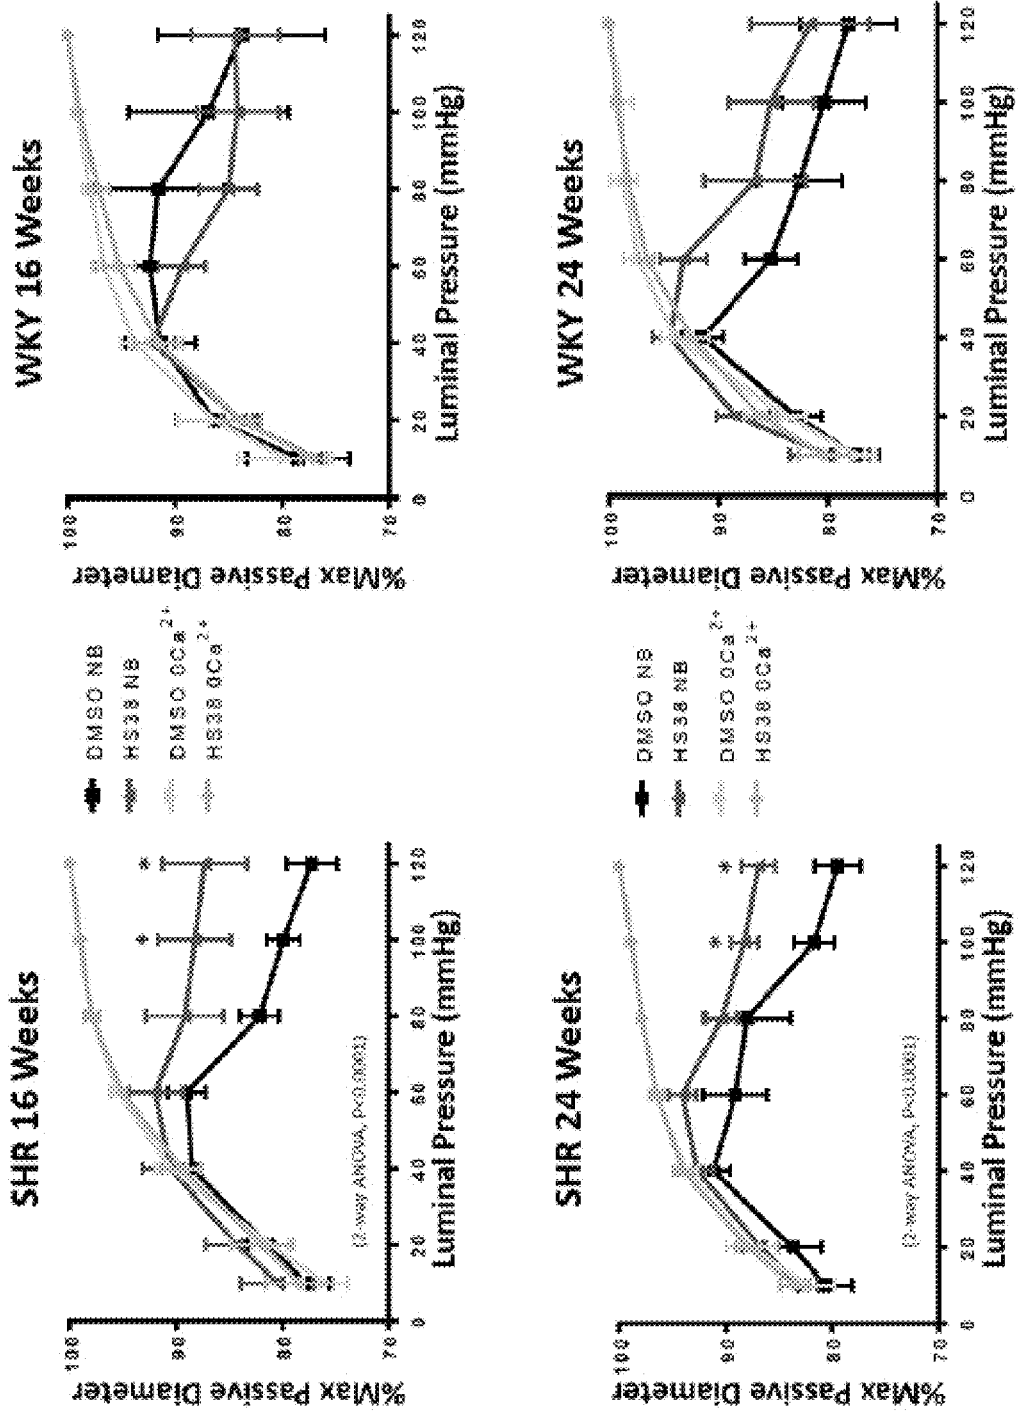 SHR 16 Weeks
%Max Passive Diameter
100
90
80
70
0
20
40
60
80
100
120
*
*
(2-way ANOVA, P<0.0001)
Luminal Pressure (mmHg)
DMSO NB
HS38 NB
DMSO 0Ca2+
HS38 0Ca2+
WKY 16 Weeks
%Max Passive Diameter
100
90
80
70
0
20
40
60
80
100
120
Luminal Pressure (mmHg)
SHR 24 Weeks
%Max Passive Diameter
100
90
80
70
0
20
40
60
80
100
120
*
*
(2-way ANOVA, P<0.0001)
Luminal Pressure (mmHg)
DMSO NB
HS38 NB
DMSO 0Ca2+
HS38 0Ca2+
WKY 24 Weeks
%Max Passive Diameter
100
90
80
70
0
20
40
60
80
100
120
Luminal Pressure (mmHg)